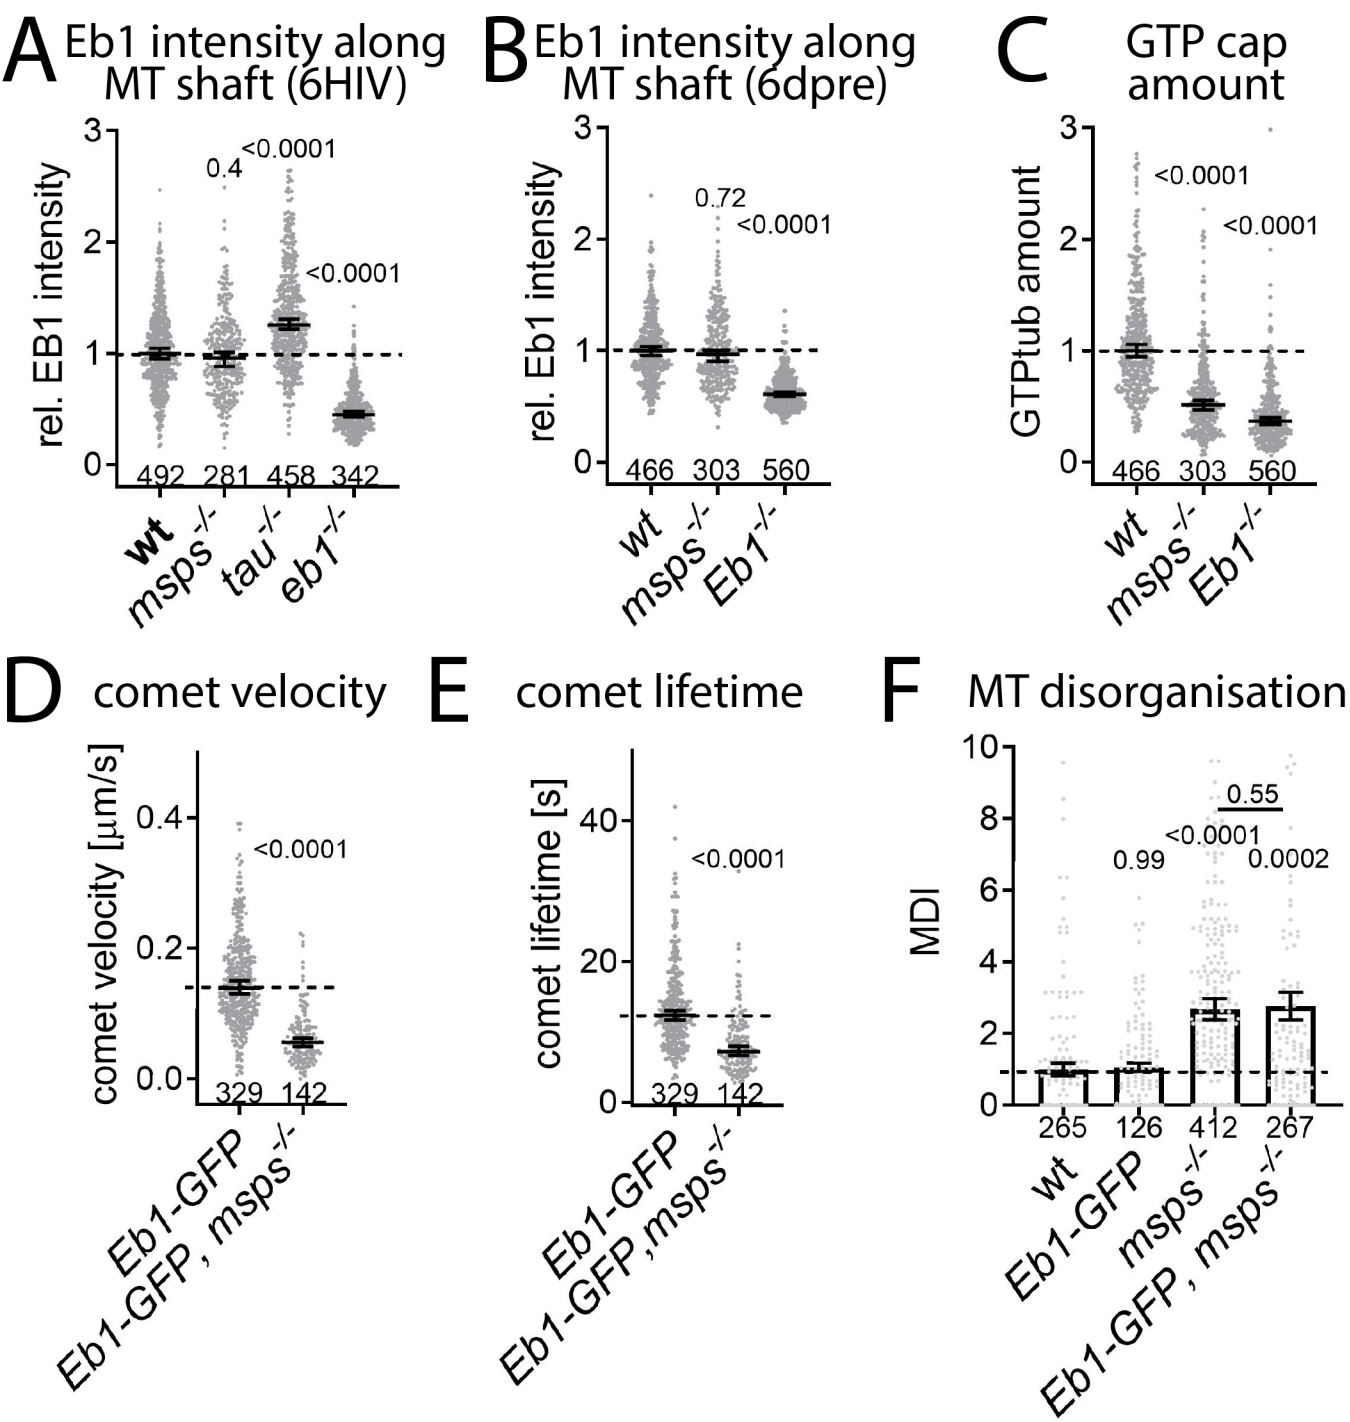 A Eb1 intensity along
MT shaft (6HIV)
rel. EB1 intensity
3
2
1
0
0.4
<0.0001
<0.0001
492 281 458 342
wt
msps -/-
tau -/-
eb1 -/-
B Eb1 intensity along
MT shaft (6dpre)
rel. Eb1 intensity
3
2
1
0
0.72
<0.0001
466 303 560
wt
msps -/-
Eb1 -/-
C GTP cap
amount
GTPtub amount
3
2
1
0
<0.0001
<0.0001
466 303 560
wt
msps -/-
Eb1 -/-
D comet velocity
comet velocity [μm/s]
0.4
0.2
0.0
<0.0001
329 142
Eb1-GFP
Eb1-GFP, msps -/-
E comet lifetime
comet lifetime [s]
40
20
0
<0.0001
329 142
Eb1-GFP
Eb1-GFP,msps -/-
F MT disorganisation
MDI
10
8
6
4
2
0
0.55
<0.0001
0.99
0.0002
265 126 412 267
wt
Eb1-GFP
msps -/-
Eb1-GFP, msps -/-